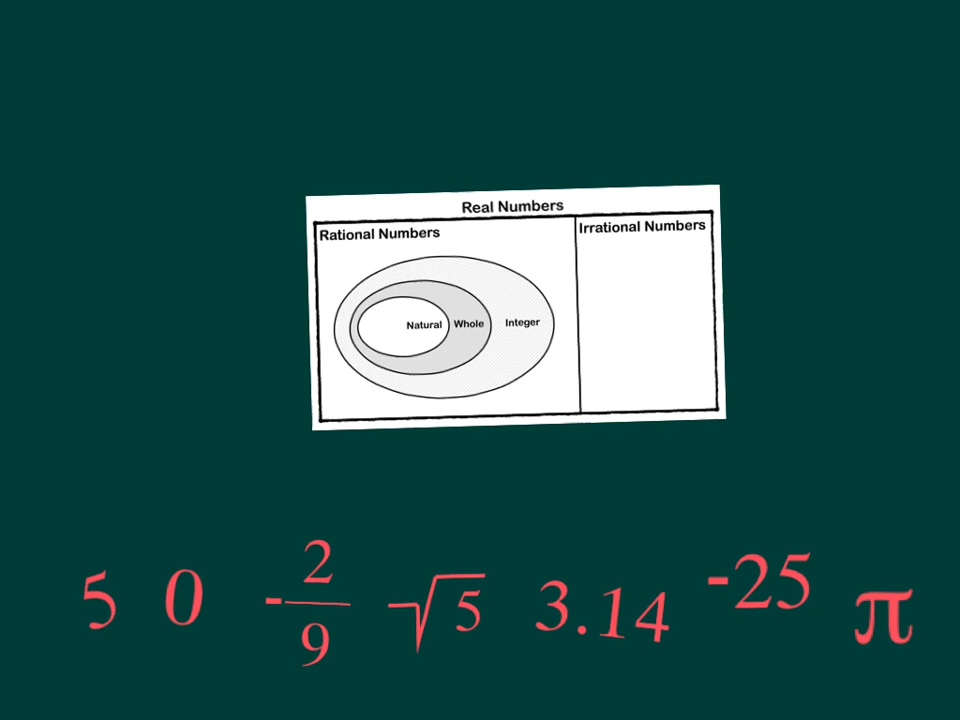 Real Numbers
Rational Numbers
Irrational Numbers
Natural
Whole
Integer
5 0 -2/9 √5 3.14 -25 π